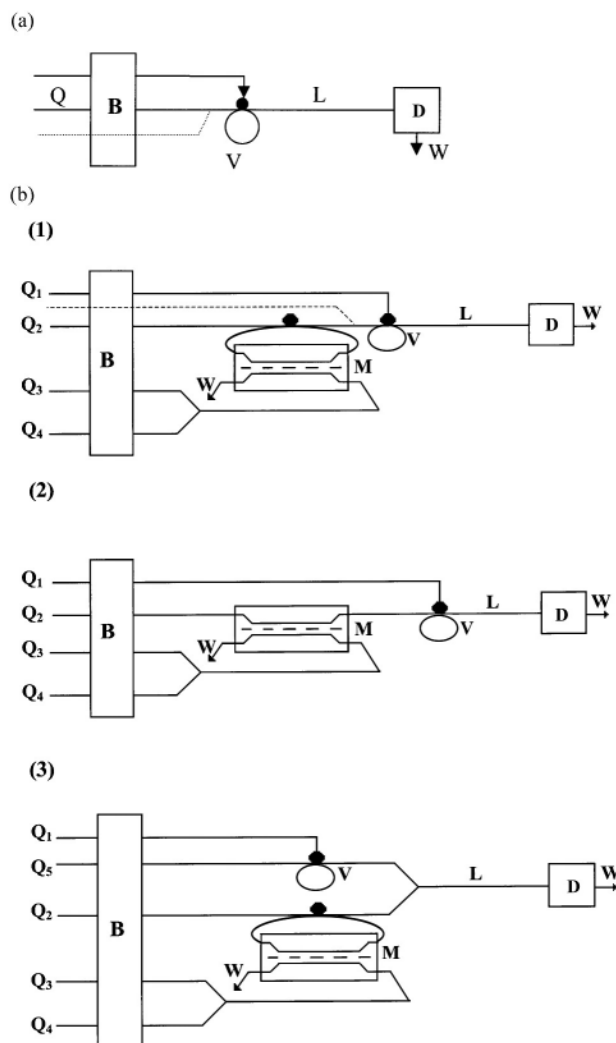 (a)
Q B L D
V W
(b)
(1)
Q₁
Q₂ L W
B V D
M
Q₃ W
Q₄
(2)
Q₁
Q₂ L W
B M V D
Q₃ W
Q₄
(3)
Q₁
Q₅ V L W
D
Q₂
B
M
Q₃ W
Q₄